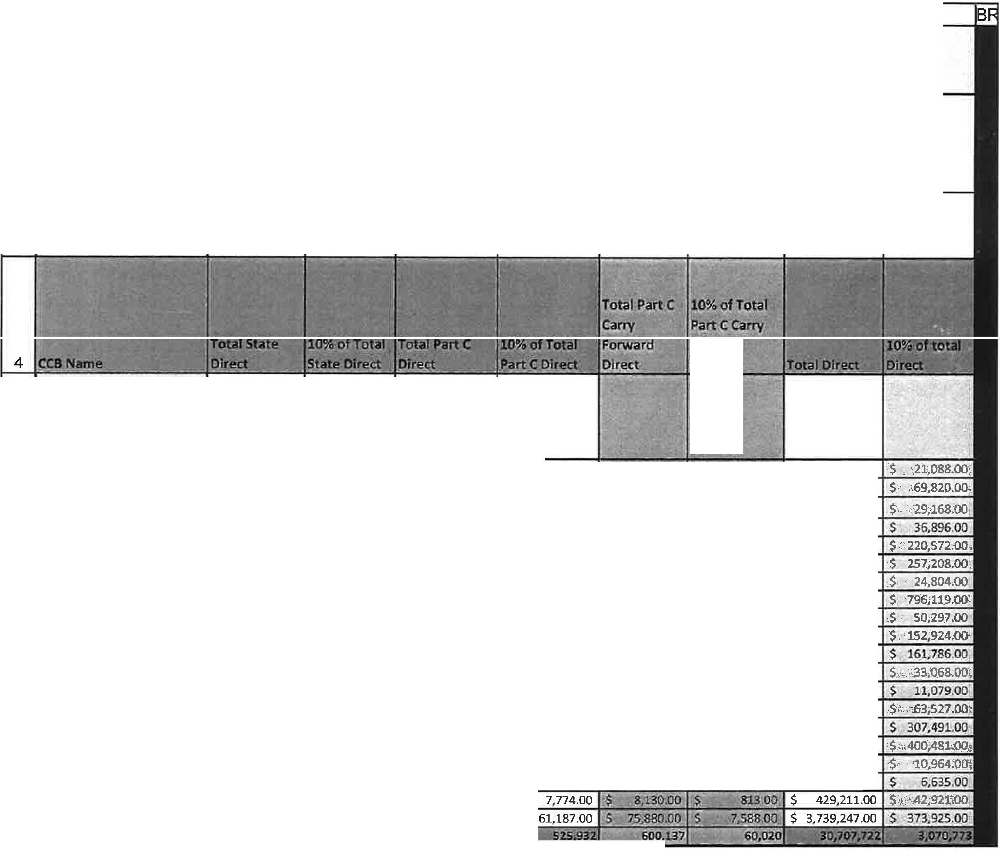 BR
Total Part C 10% of Total
Carry Part C Carry
Total State 10% of Total Total Part C 10% of Total Forward 10% of total
4 CCB Name Direct State Direct Direct Part C Direct Direct Total Direct Direct
$ 21,088.00
$ 69,820.00
$ 29,168.00
$ 36,896.00
$ 220,572.00
$ 257,208.00
$ 24,804.00
$ 796,119.00
$ 50,297.00
$ 152,924.00
$ 161,786.00
$ 33,068.00
$ 11,079.00
$ 63,527.00
$ 307,491.00
$ 400,481.00
$ 10,964.00
$ 6,635.00
7,774.00 $ 8,130.00 $ 813.00 $ 429,211.00 $ 42,921.00
61,187.00 $ 75,880.00 $ 7,588.00 $ 3,739,247.00 $ 373,925.00
525,932 600,137 60,020 30,707,722 3,070,773